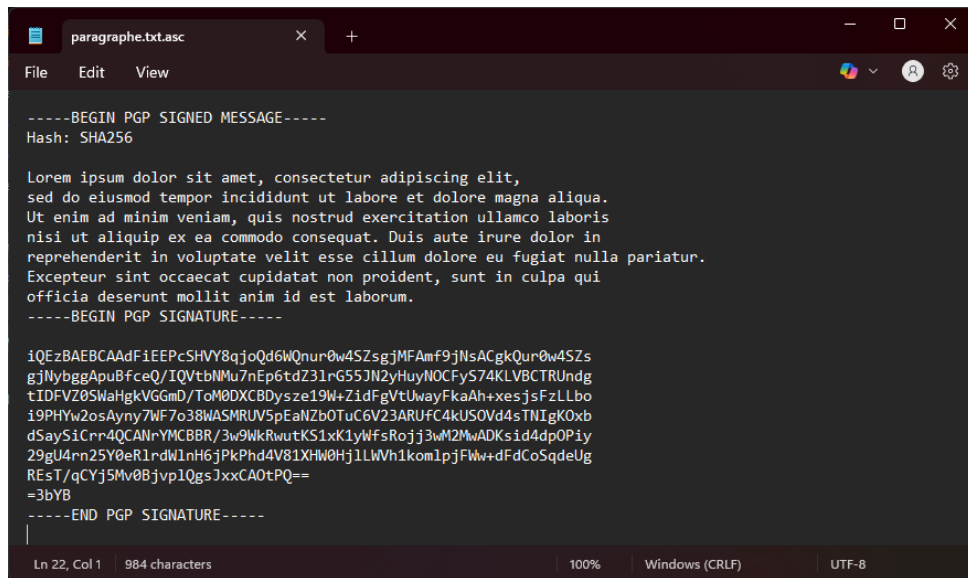 paragraphe.txt.asc
File Edit View
-----BEGIN PGP SIGNED MESSAGE-----
Hash: SHA256
Lorem ipsum dolor sit amet, consectetur adipiscing elit,
sed do eiusmod tempor incididunt ut labore et dolore magna aliqua.
Ut enim ad minim veniam, quis nostrud exercitation ullamco laboris
nisi ut aliquip ex ea commodo consequat. Duis aute irure dolor in
reprehenderit in voluptate velit esse cillum dolore eu fugiat nulla pariatur.
Excepteur sint occaecat cupidatat non proident, sunt in culpa qui
officia deserunt mollit anim id est laborum.
-----BEGIN PGP SIGNATURE-----
iQEzBAEBCAAdFiEEPcSHVY8qjoQd6WQnur0w4SZsgjMFAmf9jNsACgkQur0w4SZs
gjNybggApuBfceQ/IQVtbNMu7nEp6tdZ3lrG55JN2yHuyNOCFyS74KLVBCTRUndg
tIDFVZ0SWaHgkVGGmD/ToM0DXCBDysze19W+ZidFgVtUwayFkaAh+xesjsFzLLbo
i9PHYw2osAyny7WF7o38WASMRUV5pEaNZbOTuC6V23ARUfC4kUSOVd4sTNIgKOxb
dSaySiCrr4QCANrYMCBBR/3w9WkRwutKS1xK1yWfsRojj3wM2MwADKsid4dpOPiy
29gU4rn25Y0eRlrdWlnH6jPkPhd4V81XHW0HjlLWVh1komlpjFWw+dFdCoSqdeUg
REsT/qCYj5Mv0BjvplQgsJxxCAOtPQ==
=3bYB
-----END PGP SIGNATURE-----
Ln 22, Col 1 984 characters 100% Windows (CRLF) UTF-8